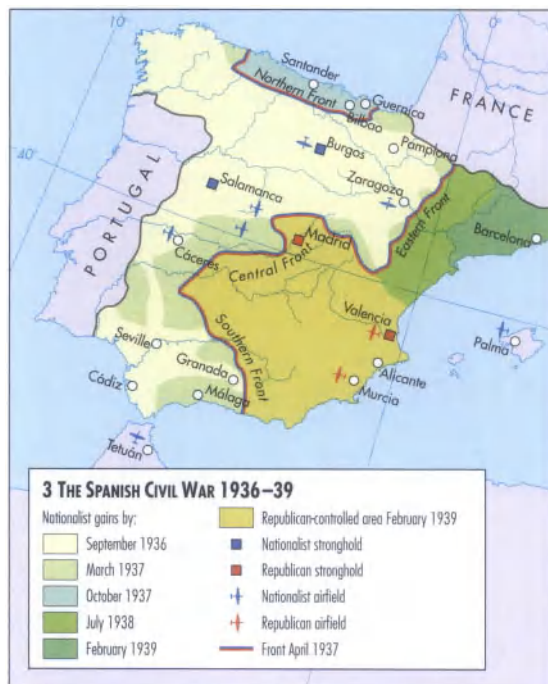 10
0
40
Santander
Northern Front
Guernica
Bilbao
FRANCE
Pamplona
Burgos
Zaragoza
Salamanca
PORTUGAL
Eastern Front
Barcelona
Madrid
Central Front
Cáceres
Valencia
Palma
Southern Front
Seville
Alicante
Granada
Murcia
Cádiz
Málaga
Tetuán
3 THE SPANISH CIVIL WAR 1936–39
Nationalist gains by:
September 1936
March 1937
October 1937
July 1938
February 1939
Republican-controlled area February 1939
Nationalist stronghold
Republican stronghold
Nationalist airfield
Republican airfield
Front April 1937